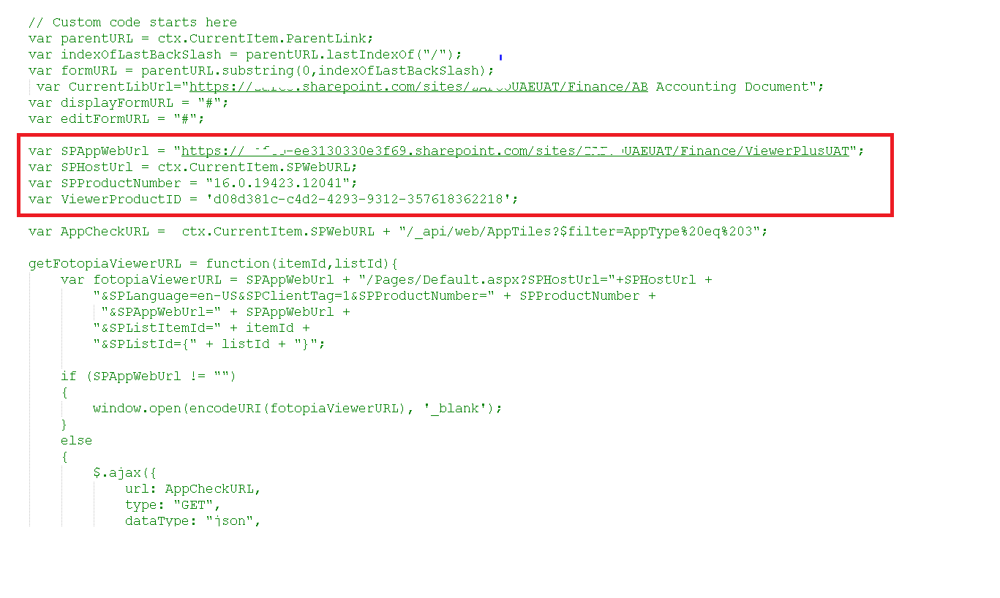 // Custom code starts here
var parentURL = ctx.CurrentItem.ParentLink;
var indexOfLastBackSlash = parentURL.lastIndexOf("/");
var formURL = parentURL.substring(0,indexOfLastBackSlash);
var CurrentLibUrl="https:// .sharepoint.com/sites/ UAEUAT/Finance/AB Accounting Document";
var displayFormURL = "#";
var editFormURL = "#";
var SPAppWebUrl = "https:// -ee3130330e3f69.sharepoint.com/sites/ UAEUAT/Finance/ViewerPlusUAT";
var SPHostUrl = ctx.CurrentItem.SPWebURL;
var SPProductNumber = "16.0.19423.12041";
var ViewerProductID = 'd08d381c-c4d2-4293-9312-357618362218';
var AppCheckURL =  ctx.CurrentItem.SPWebURL + "/_api/web/AppTiles?$filter=AppType%20eq%203";
getFotopiaViewerURL = function(itemId,listId){
var fotopiaViewerURL = SPAppWebUrl + "/Pages/Default.aspx?SPHostUrl="+SPHostUrl +
"&SPLanguage=en-US&SPClientTag=1&SPProductNumber=" + SPProductNumber +
"&SPAppWebUrl=" + SPAppWebUrl +
"&SPListItemId=" + itemId +
"&SPListId={" + listId + "}";
if (SPAppWebUrl != "")
{
window.open(encodeURI(fotopiaViewerURL), '_blank');
}
else
{
$.ajax({
url: AppCheckURL,
type: "GET",
dataType: "json",